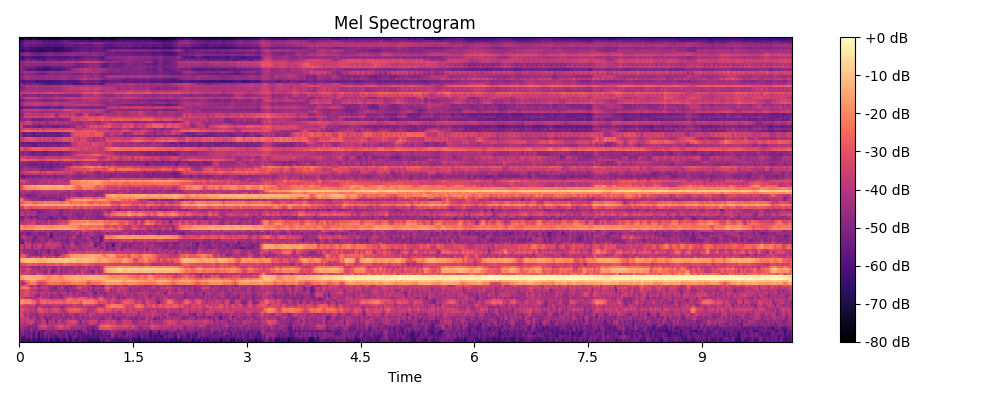 Mel Spectrogram
+0 dB
-10 dB
-20 dB
-30 dB
-40 dB
-50 dB
-60 dB
-70 dB
-80 dB
0 1.5 3 4.5 6 7.5 9
Time